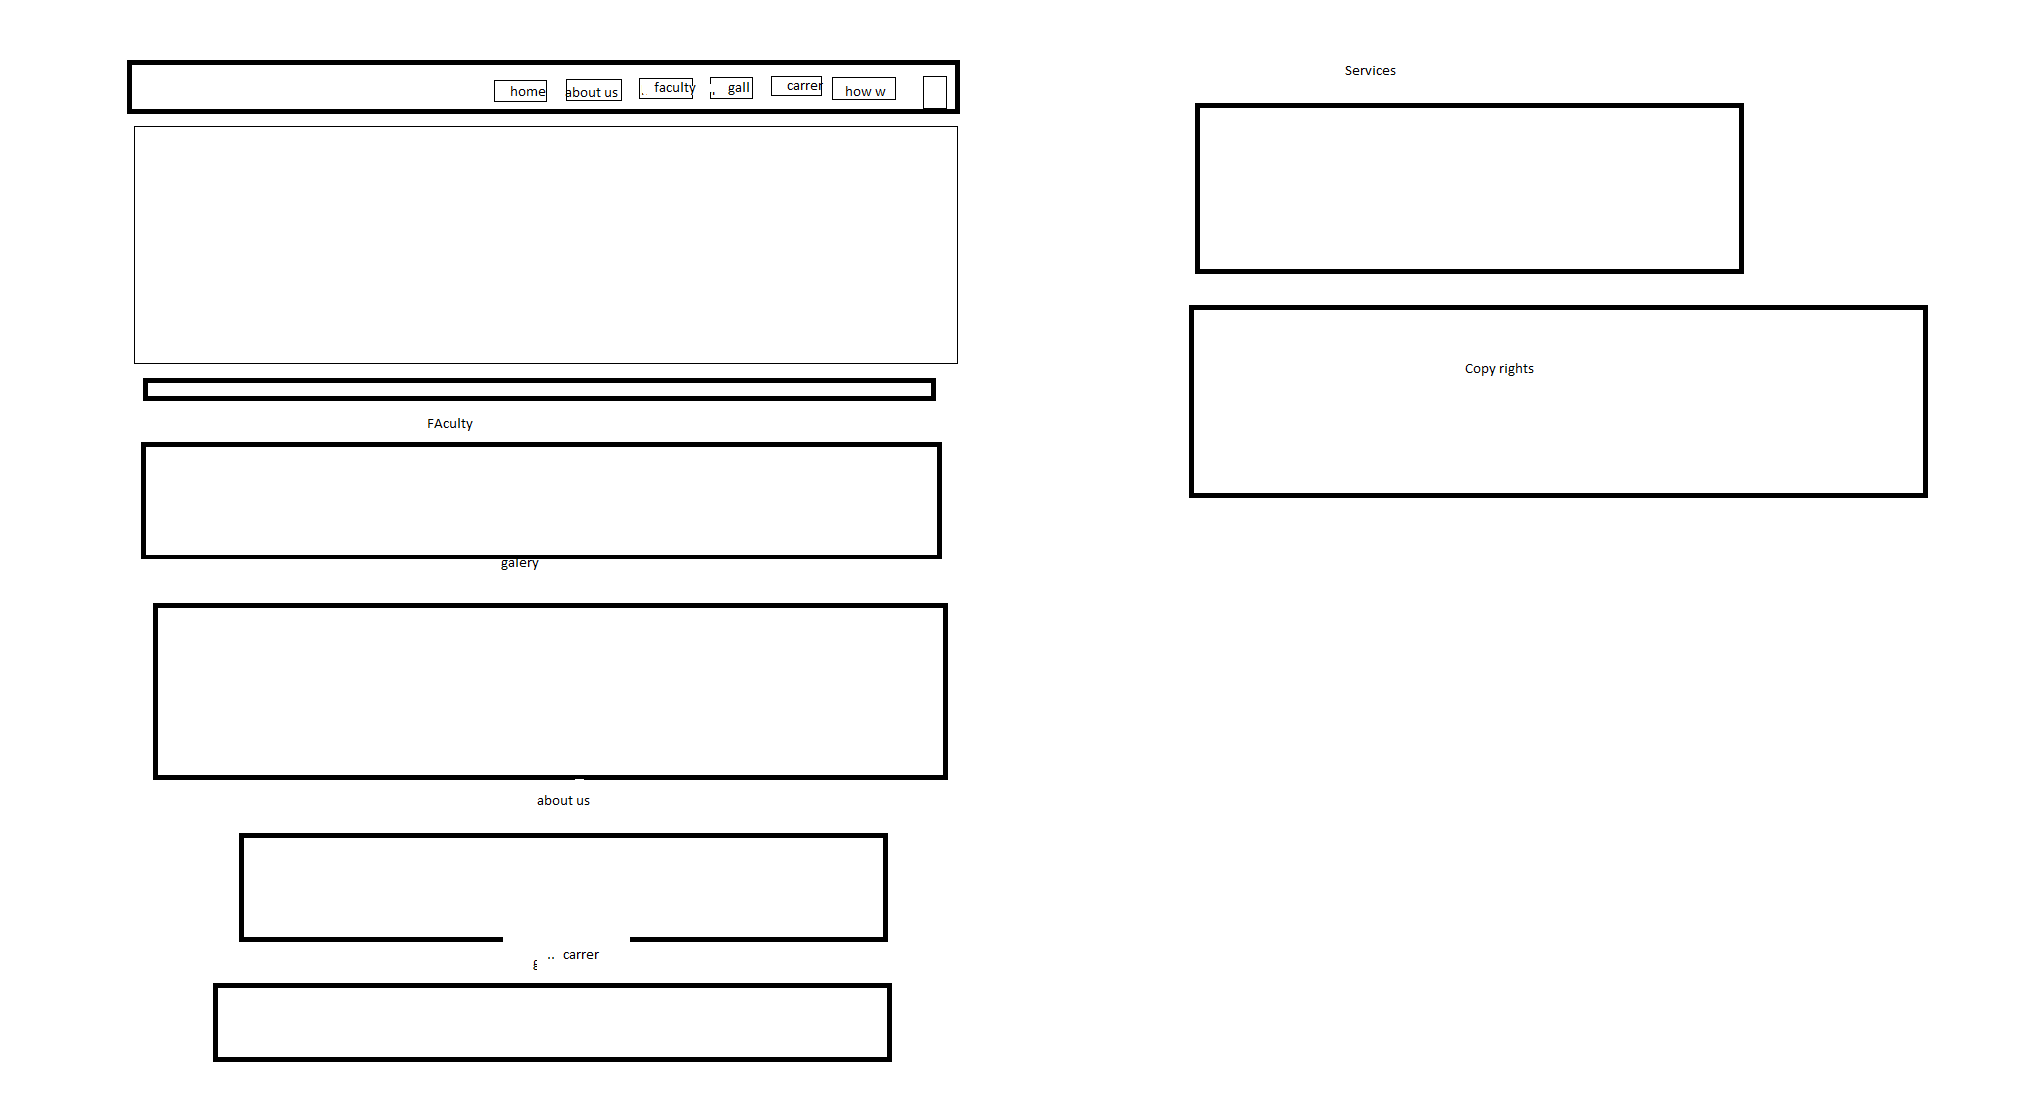 home about us faculty gall carrer how w
FAculty
galery
about us
.. carrer
Services
Copy rights